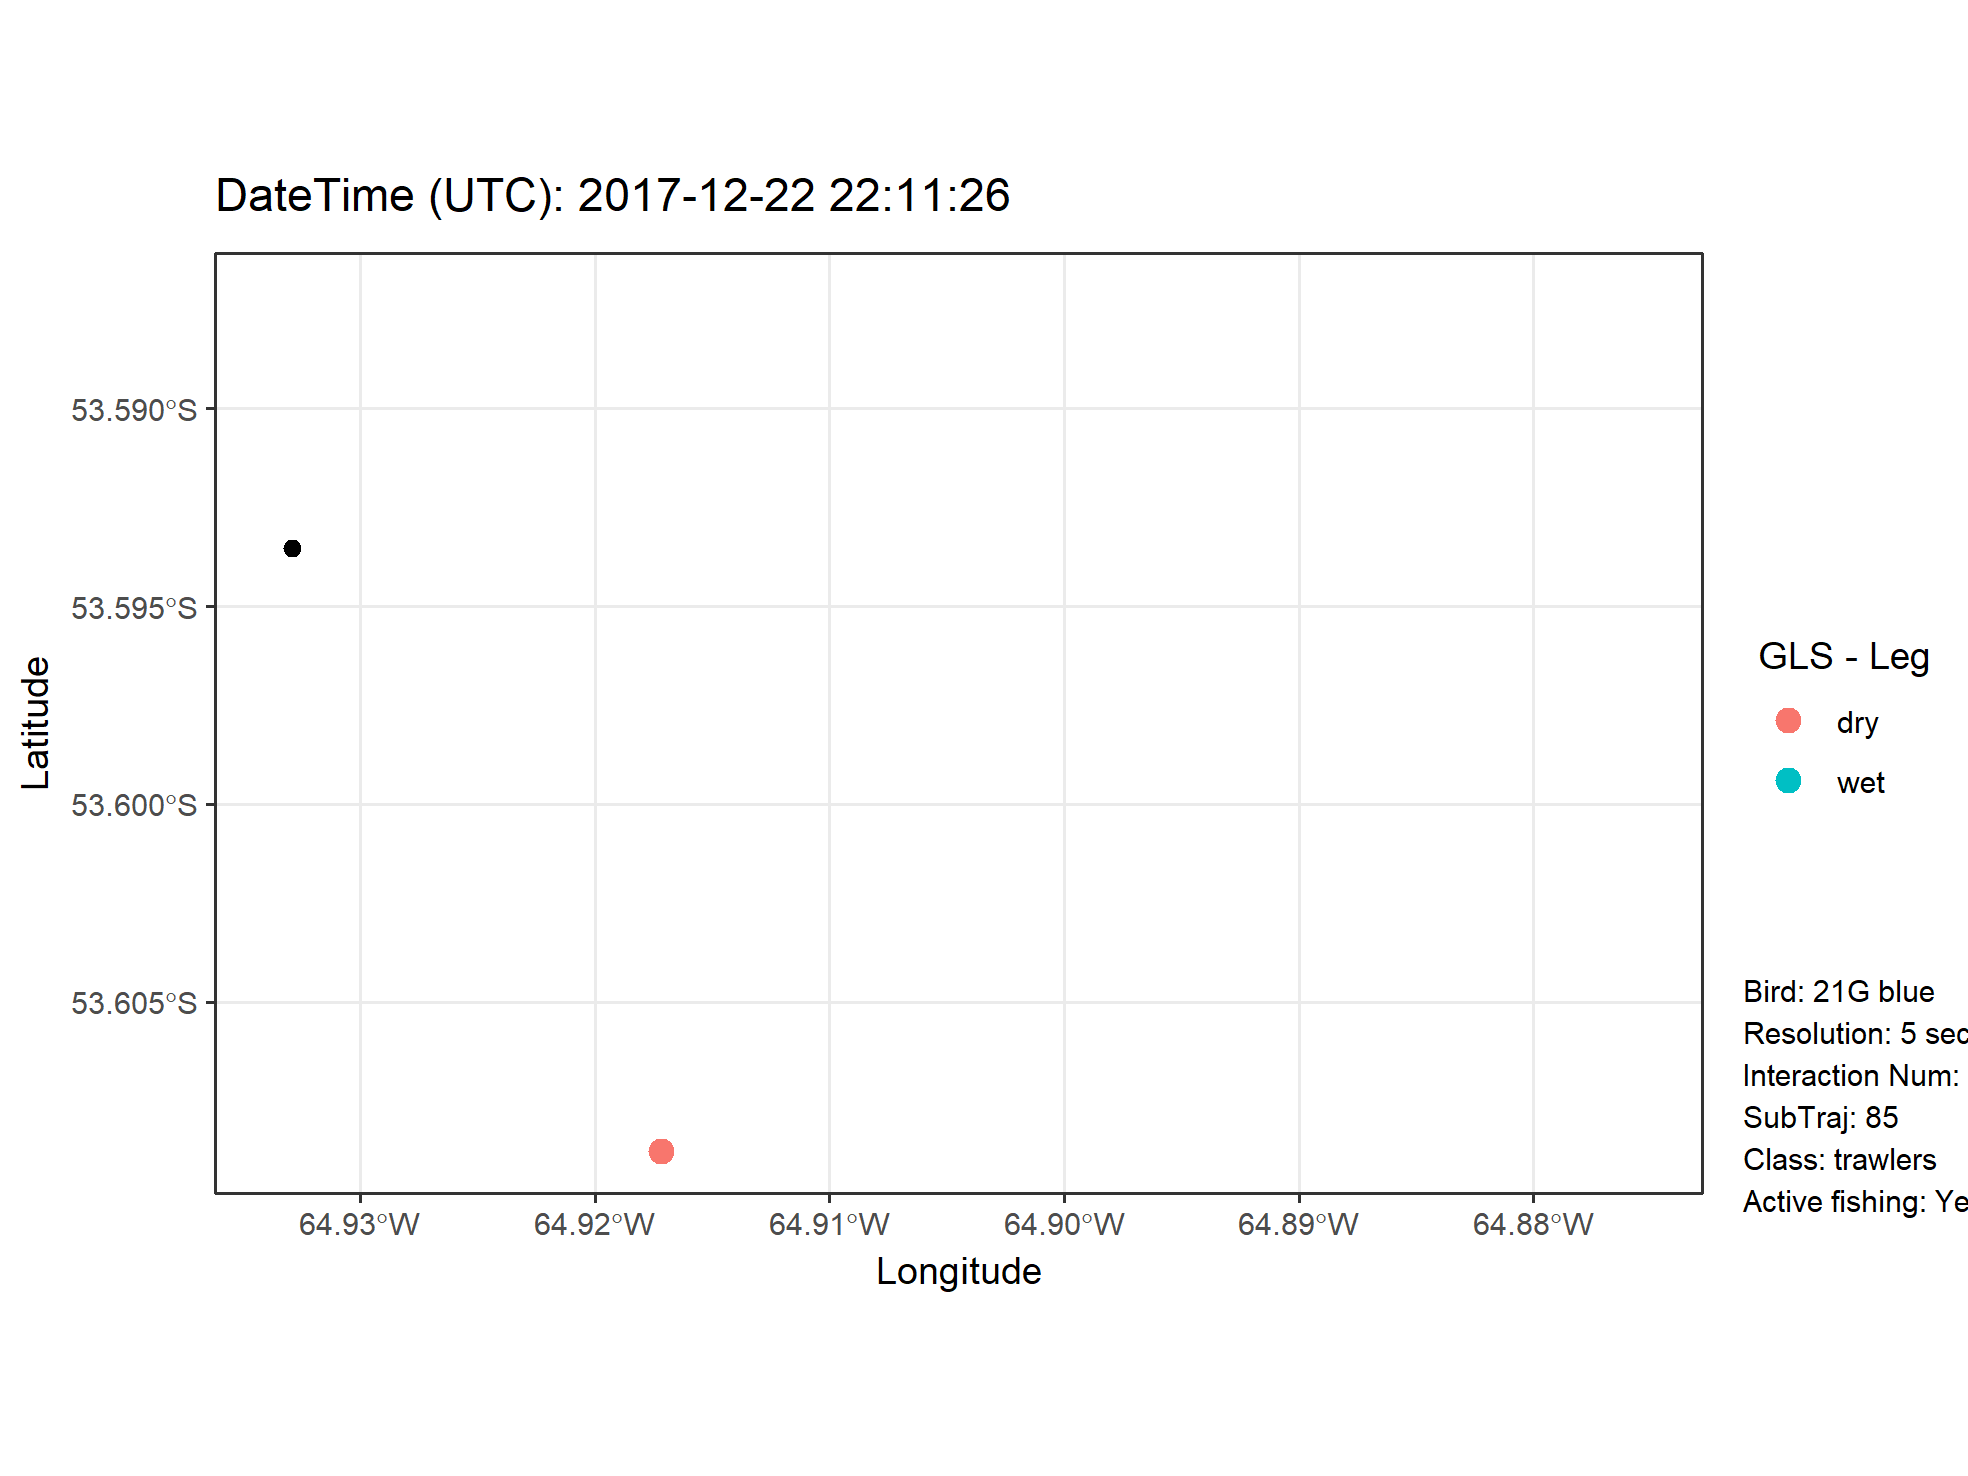 DateTime (UTC): 2017-12-22 22:11:26
53.590°S
53.595°S
53.600°S
53.605°S
Latitude
64.93°W
64.92°W
64.91°W
64.90°W
64.89°W
64.88°W
Longitude
GLS - Leg
dry
wet
Bird: 21G blue
Resolution: 5 sec
Interaction Num:
SubTraj: 85
Class: trawlers
Active fishing: Ye